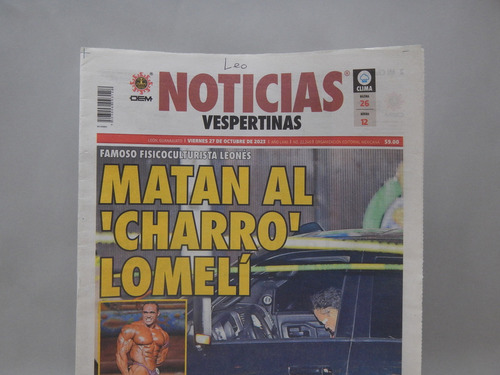 Leo
OEM
NOTICIAS
VESPERTINAS
CLIMA
26
12
VIERNES 27 DE OCTUBRE DE 2023
$5.00
FAMOSO FISICOCULTURISTA LEONÉS
MATAN AL
'CHARRO'
LOMELÍ